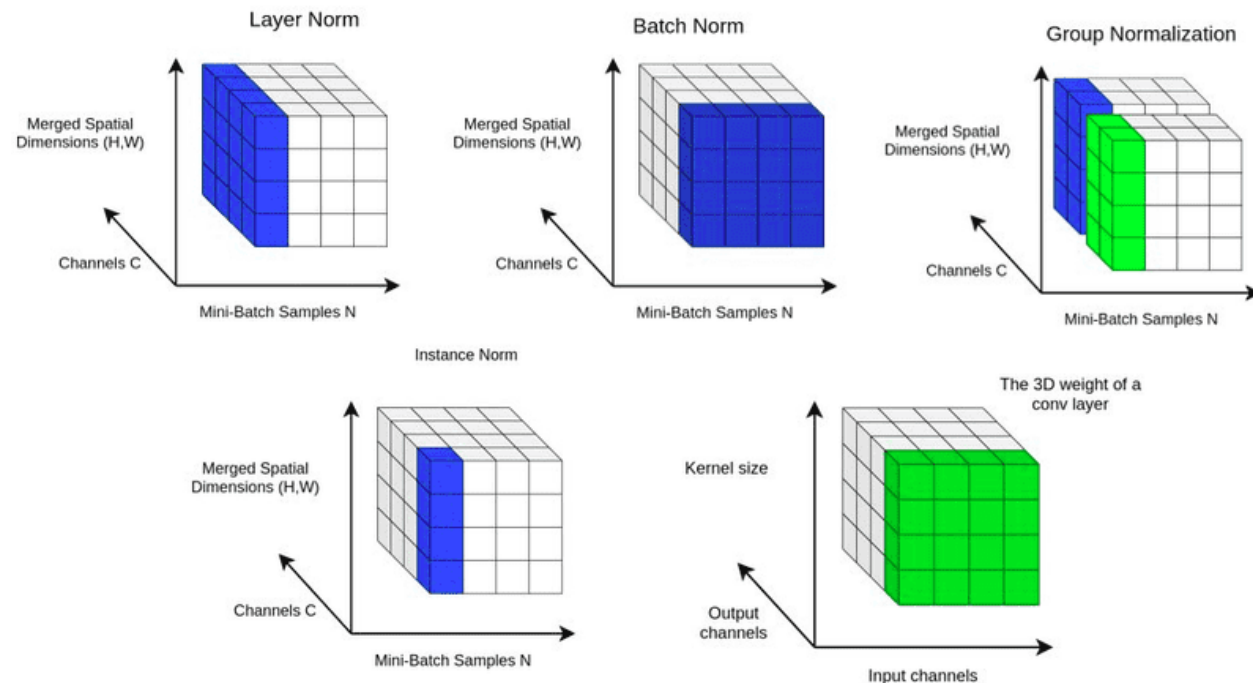 Layer Norm
Merged Spatial
Dimensions (H,W)
Channels C
Mini-Batch Samples N
Batch Norm
Merged Spatial
Dimensions (H,W)
Channels C
Mini-Batch Samples N
Group Normalization
Merged Spatial
Dimensions (H,W)
Channels C
Mini-Batch Samples N
Instance Norm
Merged Spatial
Dimensions (H,W)
Channels C
Mini-Batch Samples N
The 3D weight of a
conv layer
Kernel size
Output
channels
Input channels